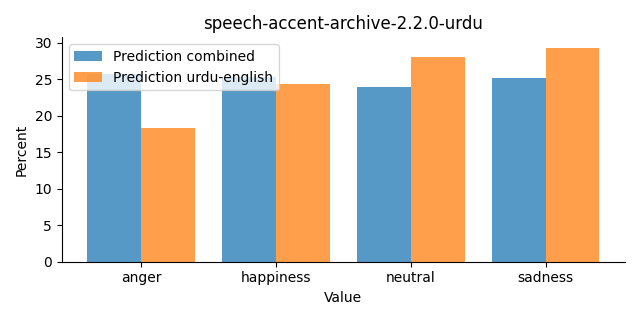 speech-accent-archive-2.2.0-urdu
Prediction combined
Prediction urdu-english
Percent
30
25
20
15
10
5
0
anger happiness neutral sadness
Value